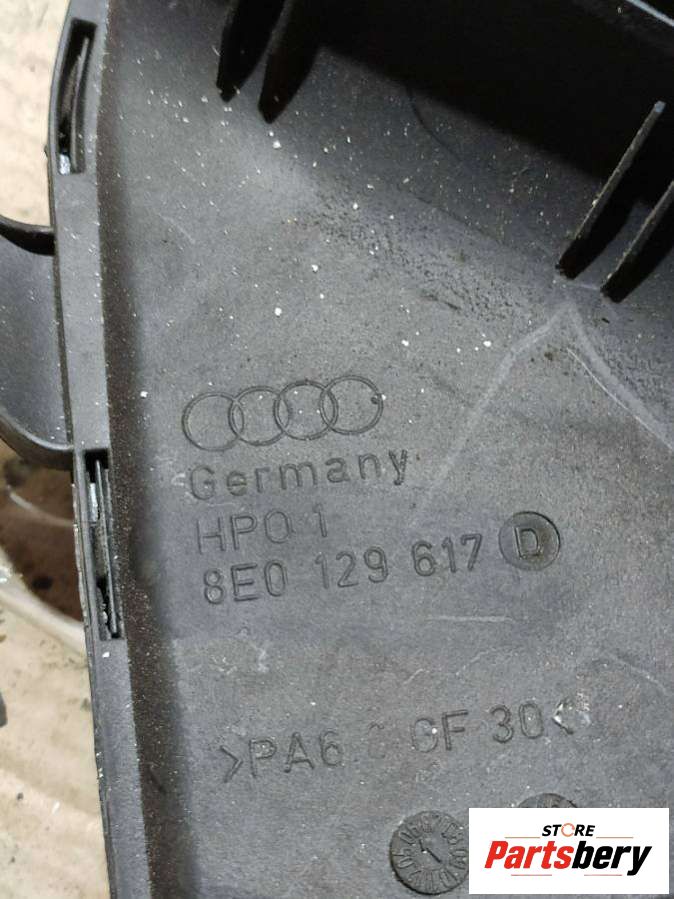 Germany
HPO 1
8E0 129 617 D
>PA6 GF 30<
STORE
Partsbery